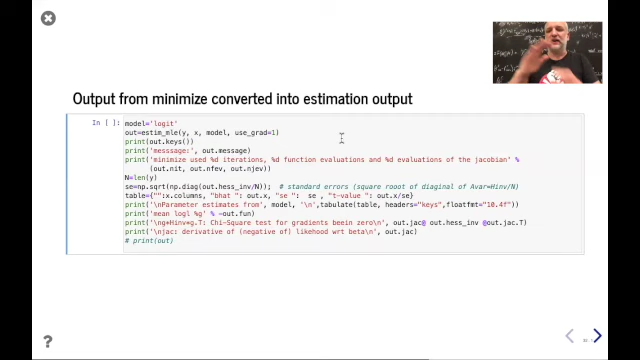 Output from minimize converted into estimation output
In [ ]:
model='logit'
out=estim_mle(y, x, model, use_grad=1)
print(out.keys())
print('messsage:', out.message)
print('minimize used %d iterations, %d function evaluations and %d evaluations of the jacobian' %
(out.nit, out.nfev, out.njev))
N=len(y)
se=np.sqrt(np.diag(out.hess_inv/N)); # standard errors (square rooot of diaginal of Avar=Hinv/N)
table={"":x.columns, "bhat": out.x, "se": se, "t-value": out.x/se}
print('\nParameter estimates from', model, '\n',tabulate(table, headers="keys",floatfmt="10.4f"))
print('mean logl %g' % -out.fun)
print('\ng*Hinv*g.T: Chi-Square test for gradients beein zero\n', out.jac@ out.hess_inv @out.jac.T)
print('\njac: derivative of (negative of) likehood wrt beta\n', out.jac)
# print(out)
?